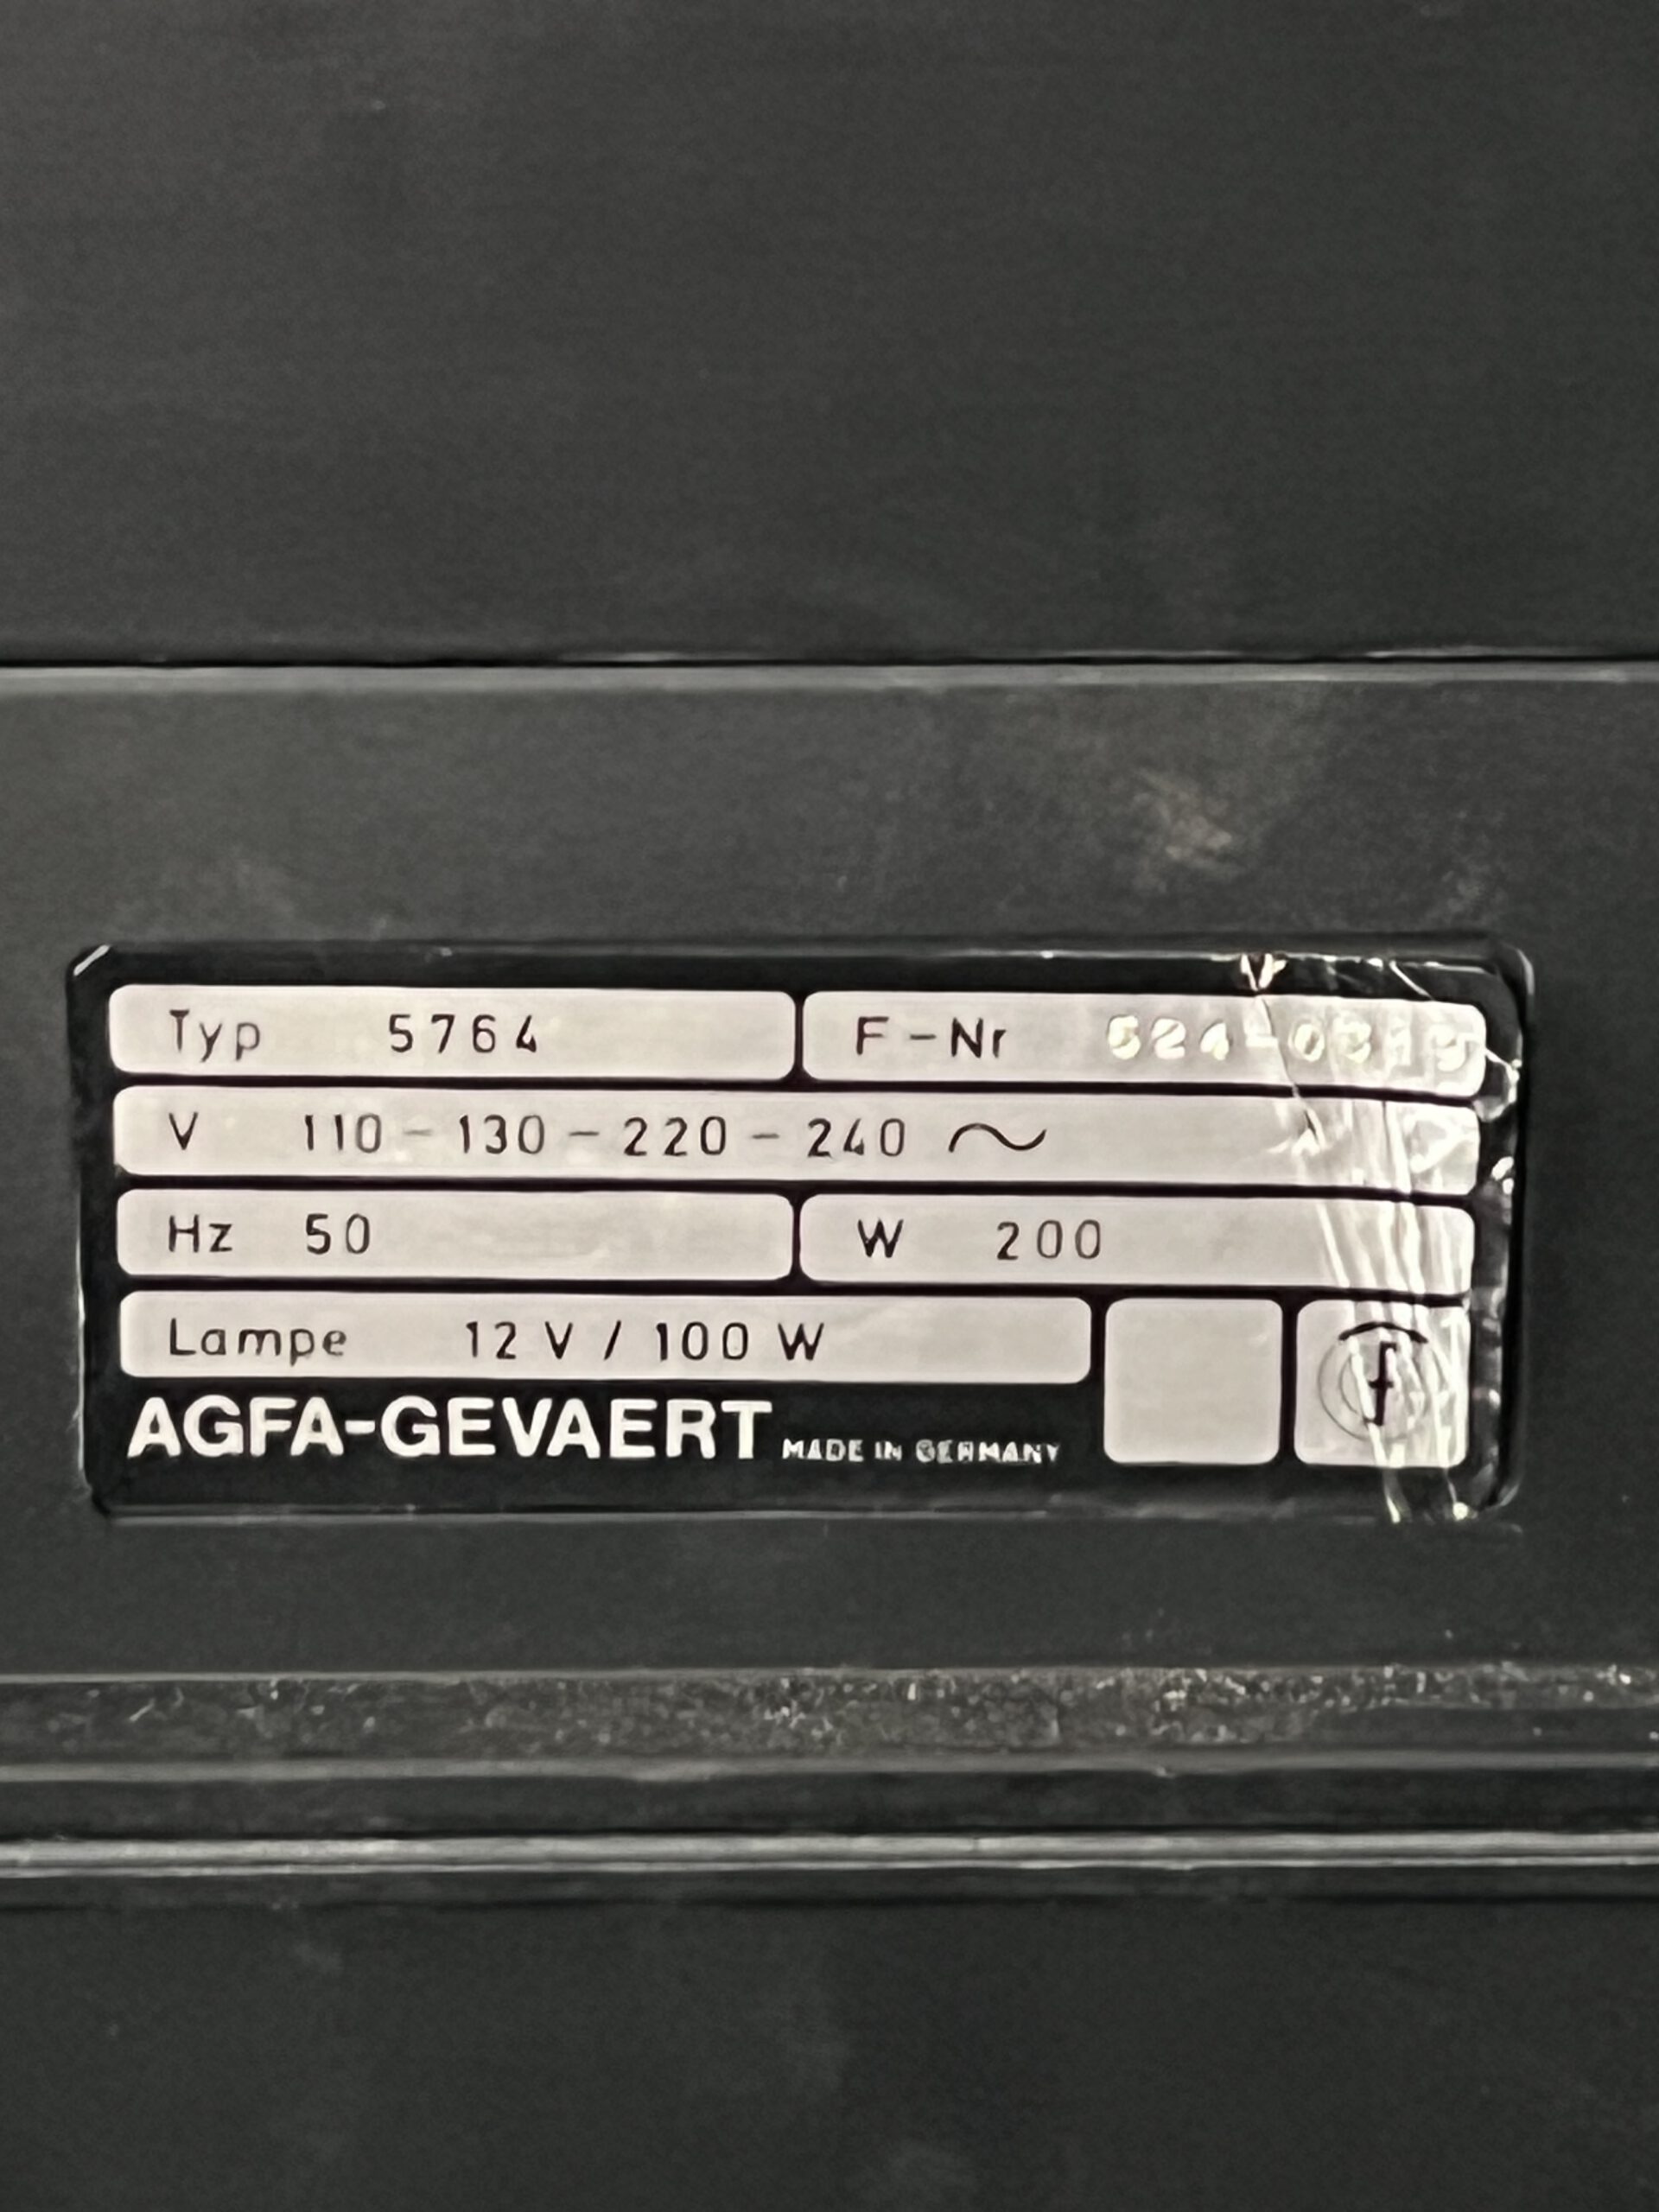 Typ 5764 F-Nr
V 110-130-220-240 ~
Hz 50 W 200
Lampe 12 V / 100 W
AGFA-GEVAERT MADE IN GERMANY
f